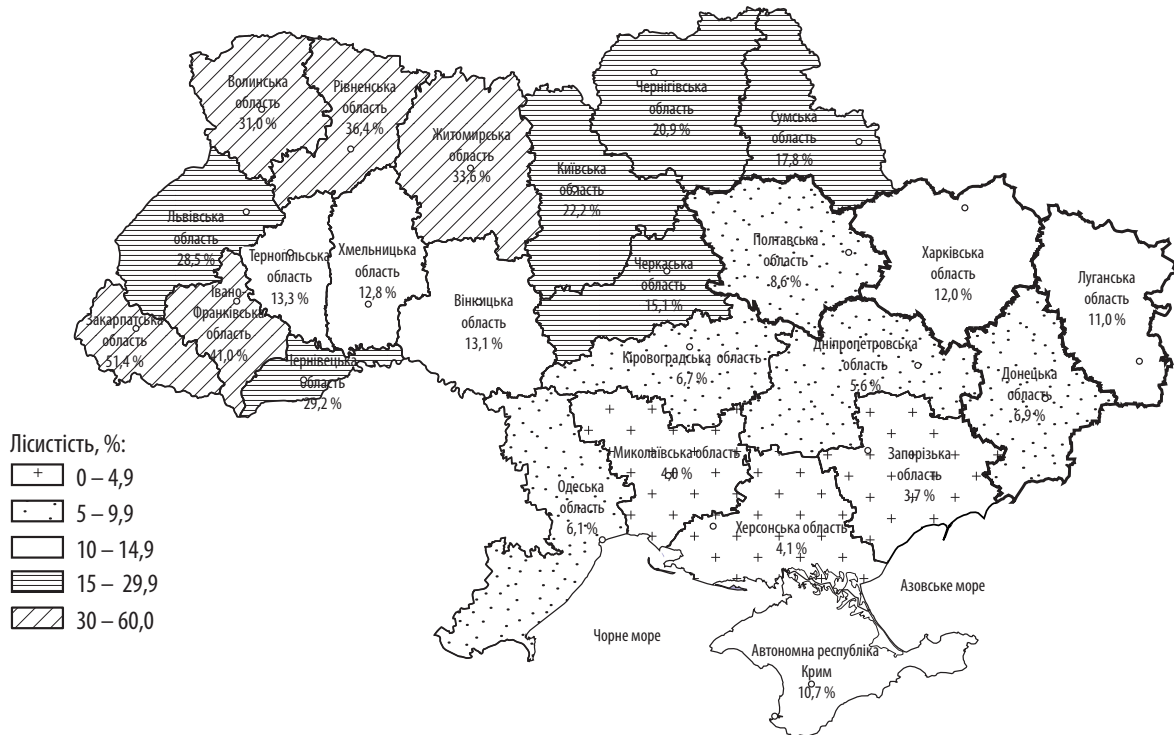 Волинська
область
31,0 %
Рівненська
область
36,4 %
Житомирська
область
33,6 %
Чернігівська
область
20,9 %
Сумська
область
17,8 %
Київська
область
22,2 %
Львівська
область
28,5 %
Тернопільська
область
13,3 %
Хмельницька
область
12,8 %
Вінницька
область
13,1 %
Черкаська
область
15,1 %
Полтавська
область
8,6 %
Харківська
область
12,0 %
Луганська
область
11,0 %
Закарпатська
область
51,4 %
Івано-
Франківська
область
41,0 %
Чернівецька
область
29,2 %
Кіровоградська область
6,7 %
Дніпропетровська
область
5,6 %
Донецька
область
6,9 %
Одеська
область
6,1 %
Миколаївська область
4,0 %
Запорізька
область
3,7 %
Херсонська область
4,1 %
Азовське море
Чорне море
Автономна республіка
Крим
10,7 %
Лісистість, %:
0 – 4,9
5 – 9,9
10 – 14,9
15 – 29,9
30 – 60,0